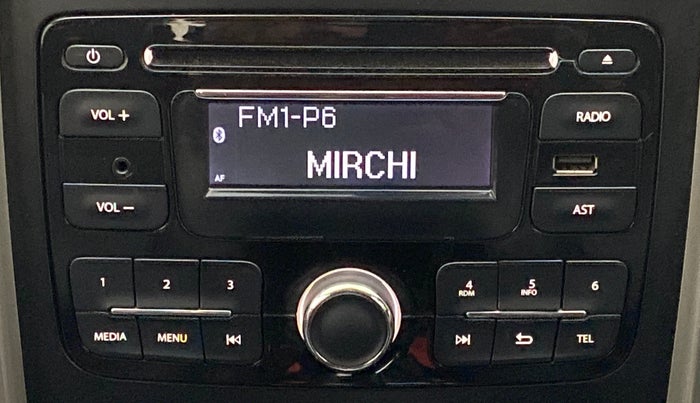 FM1-P6
VOL + RADIO
MIRCHI
AF
VOL − AST
1 2 3 4 5 6
RDM INFO
MEDIA MENU TEL